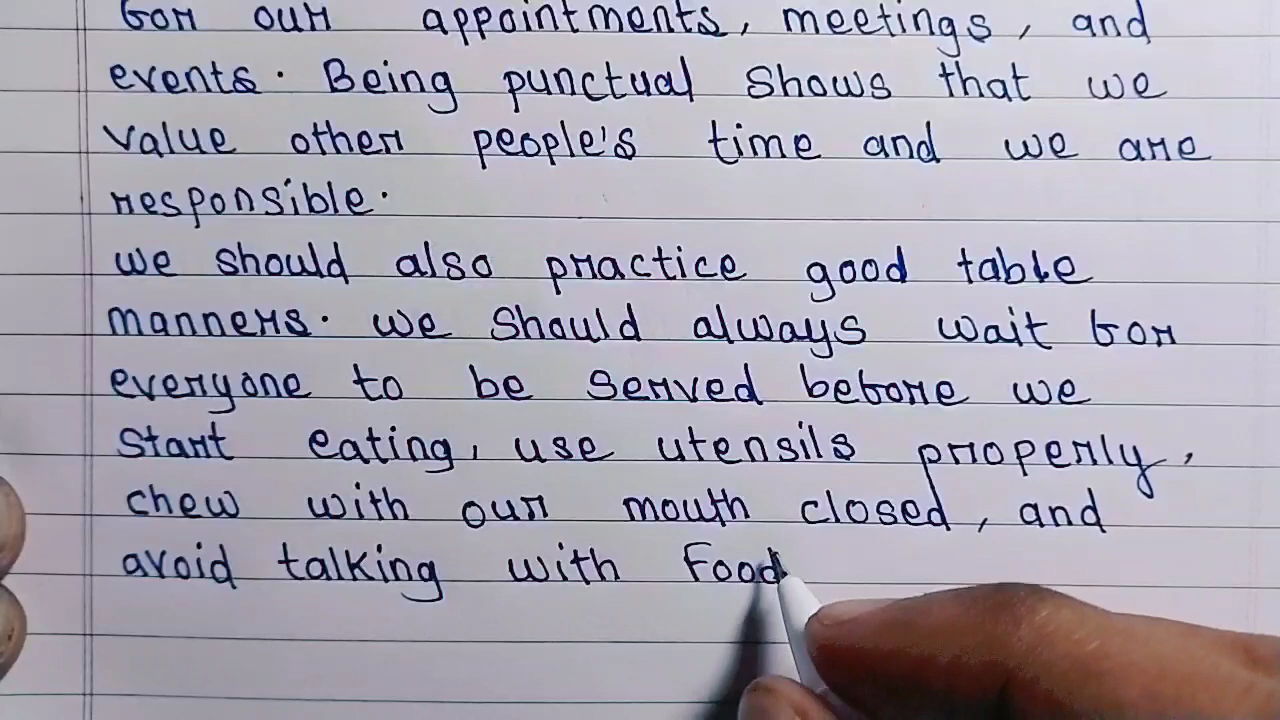 for our appointments, meetings, and
events. Being punctual shows that we
value other people's time and we are
responsible.
we should also practice good table
manners. we should always wait for
everyone to be served before we
start eating, use utensils properly,
chew with our mouth closed, and
avoid talking with Food